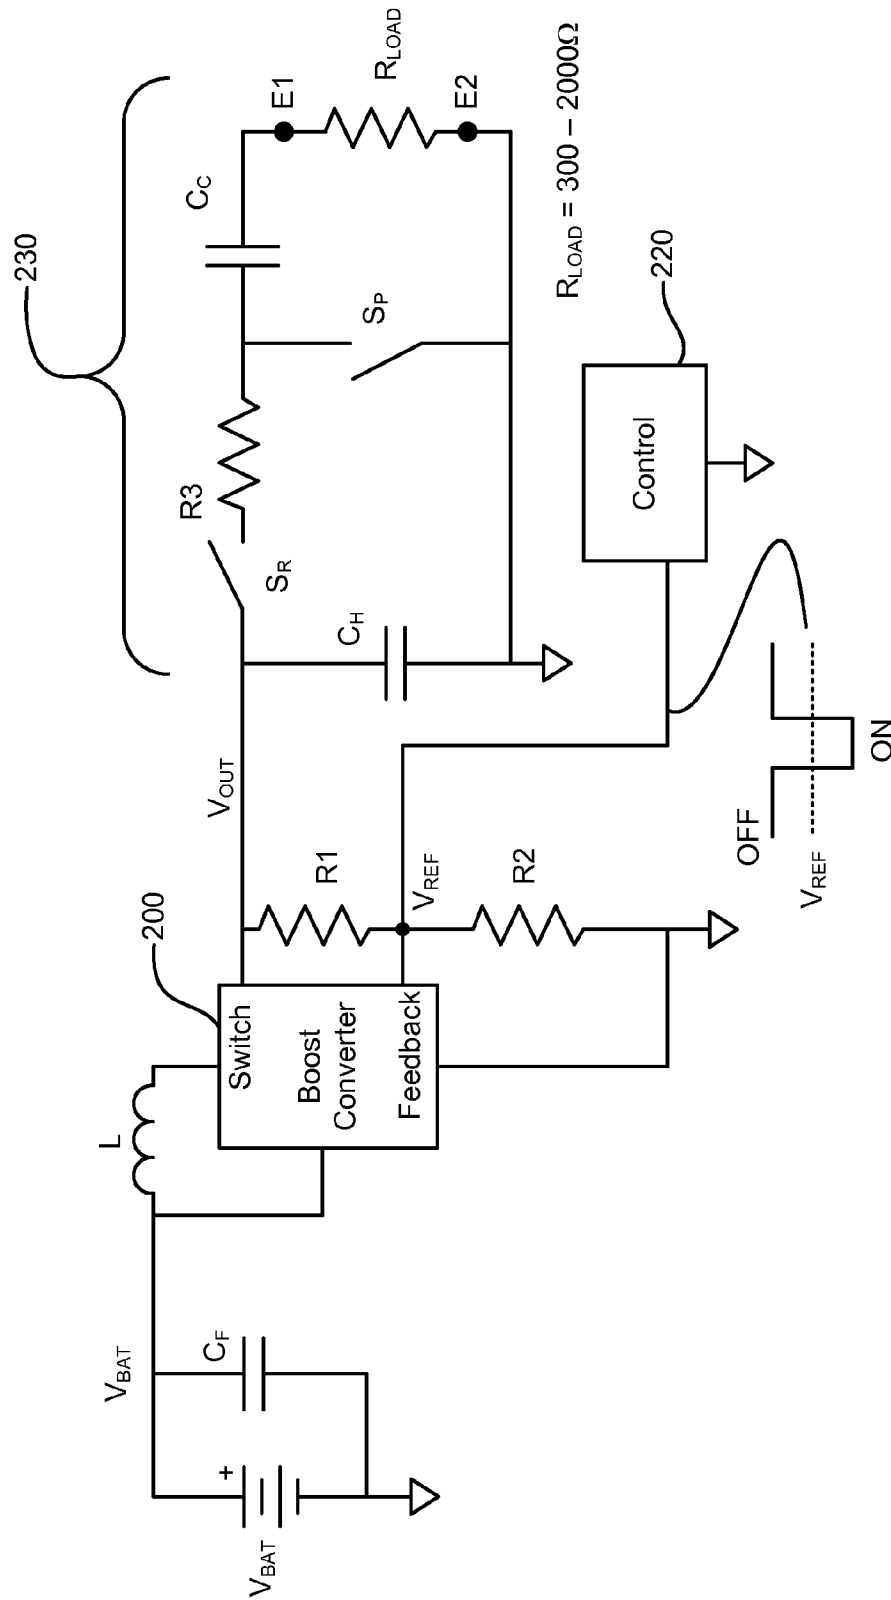 230
V_BAT
V_BAT
+
C_F
L
200
Switch
Boost
Converter
Feedback
V_OUT
R1
V_REF
R2
C_H
S_R
R3
S_P
C_C
E1
R_LOAD
E2
R_LOAD = 300 – 2000Ω
Control
220
OFF
V_REF
ON